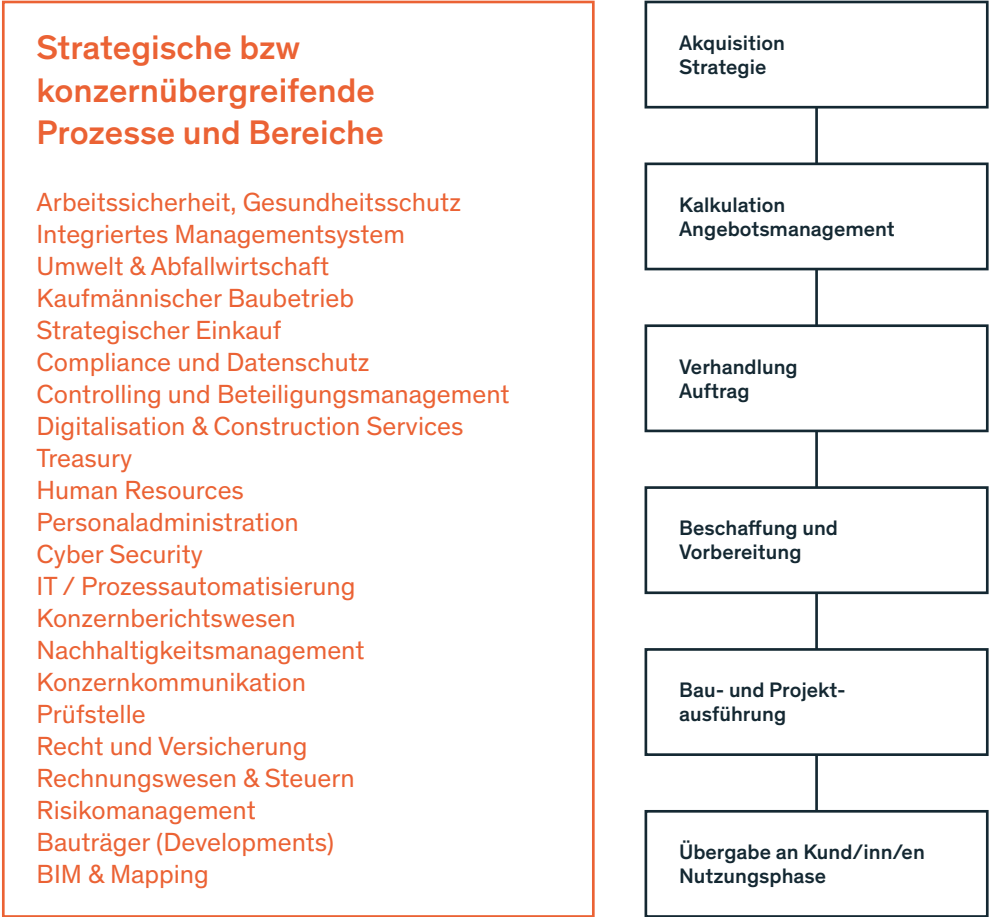 Strategische bzw
konzernübergreifende
Prozesse und Bereiche
Arbeitssicherheit, Gesundheitsschutz
Integriertes Managementsystem
Umwelt & Abfallwirtschaft
Kaufmännischer Baubetrieb
Strategischer Einkauf
Compliance und Datenschutz
Controlling und Beteiligungsmanagement
Digitalisation & Construction Services
Treasury
Human Resources
Personaladministration
Cyber Security
IT / Prozessautomatisierung
Konzernberichtswesen
Nachhaltigkeitsmanagement
Konzernkommunikation
Prüfstelle
Recht und Versicherung
Rechnungswesen & Steuern
Risikomanagement
Bauträger (Developments)
BIM & Mapping
Akquisition
Strategie
Kalkulation
Angebotsmanagement
Verhandlung
Auftrag
Beschaffung und
Vorbereitung
Bau- und Projekt-
ausführung
Übergabe an Kund/inn/en
Nutzungsphase